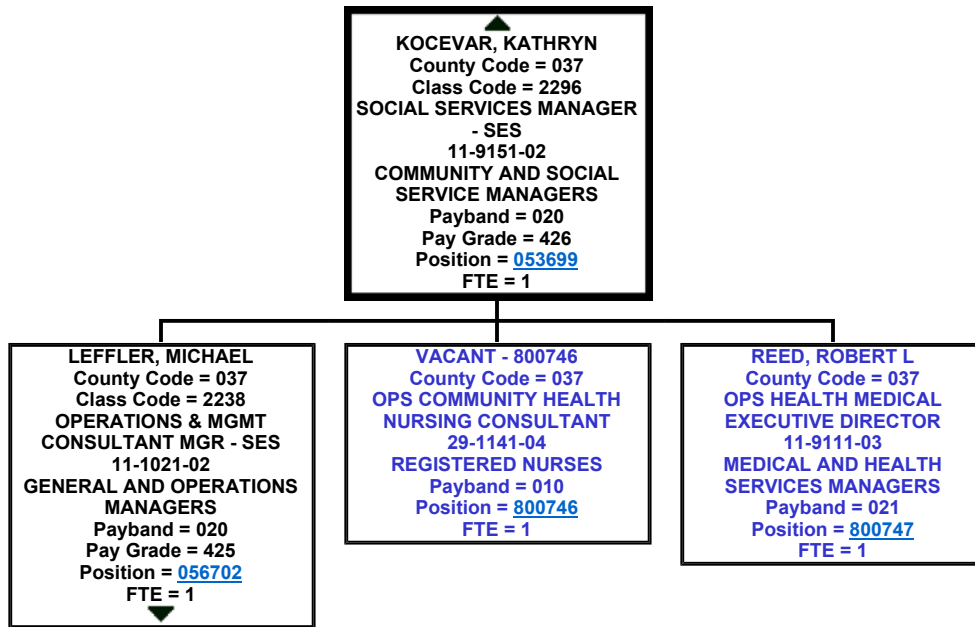 KOCEVAR, KATHRYN
County Code = 037
Class Code = 2296
SOCIAL SERVICES MANAGER
- SES
11-9151-02
COMMUNITY AND SOCIAL
SERVICE MANAGERS
Payband = 020
Pay Grade = 426
Position = 053699
FTE = 1
LEFFLER, MICHAEL
County Code = 037
Class Code = 2238
OPERATIONS & MGMT
CONSULTANT MGR - SES
11-1021-02
GENERAL AND OPERATIONS
MANAGERS
Payband = 020
Pay Grade = 425
Position = 056702
FTE = 1
VACANT - 800746
County Code = 037
OPS COMMUNITY HEALTH
NURSING CONSULTANT
29-1141-04
REGISTERED NURSES
Payband = 010
Position = 800746
FTE = 1
REED, ROBERT L
County Code = 037
OPS HEALTH MEDICAL
EXECUTIVE DIRECTOR
11-9111-03
MEDICAL AND HEALTH
SERVICES MANAGERS
Payband = 021
Position = 800747
FTE = 1